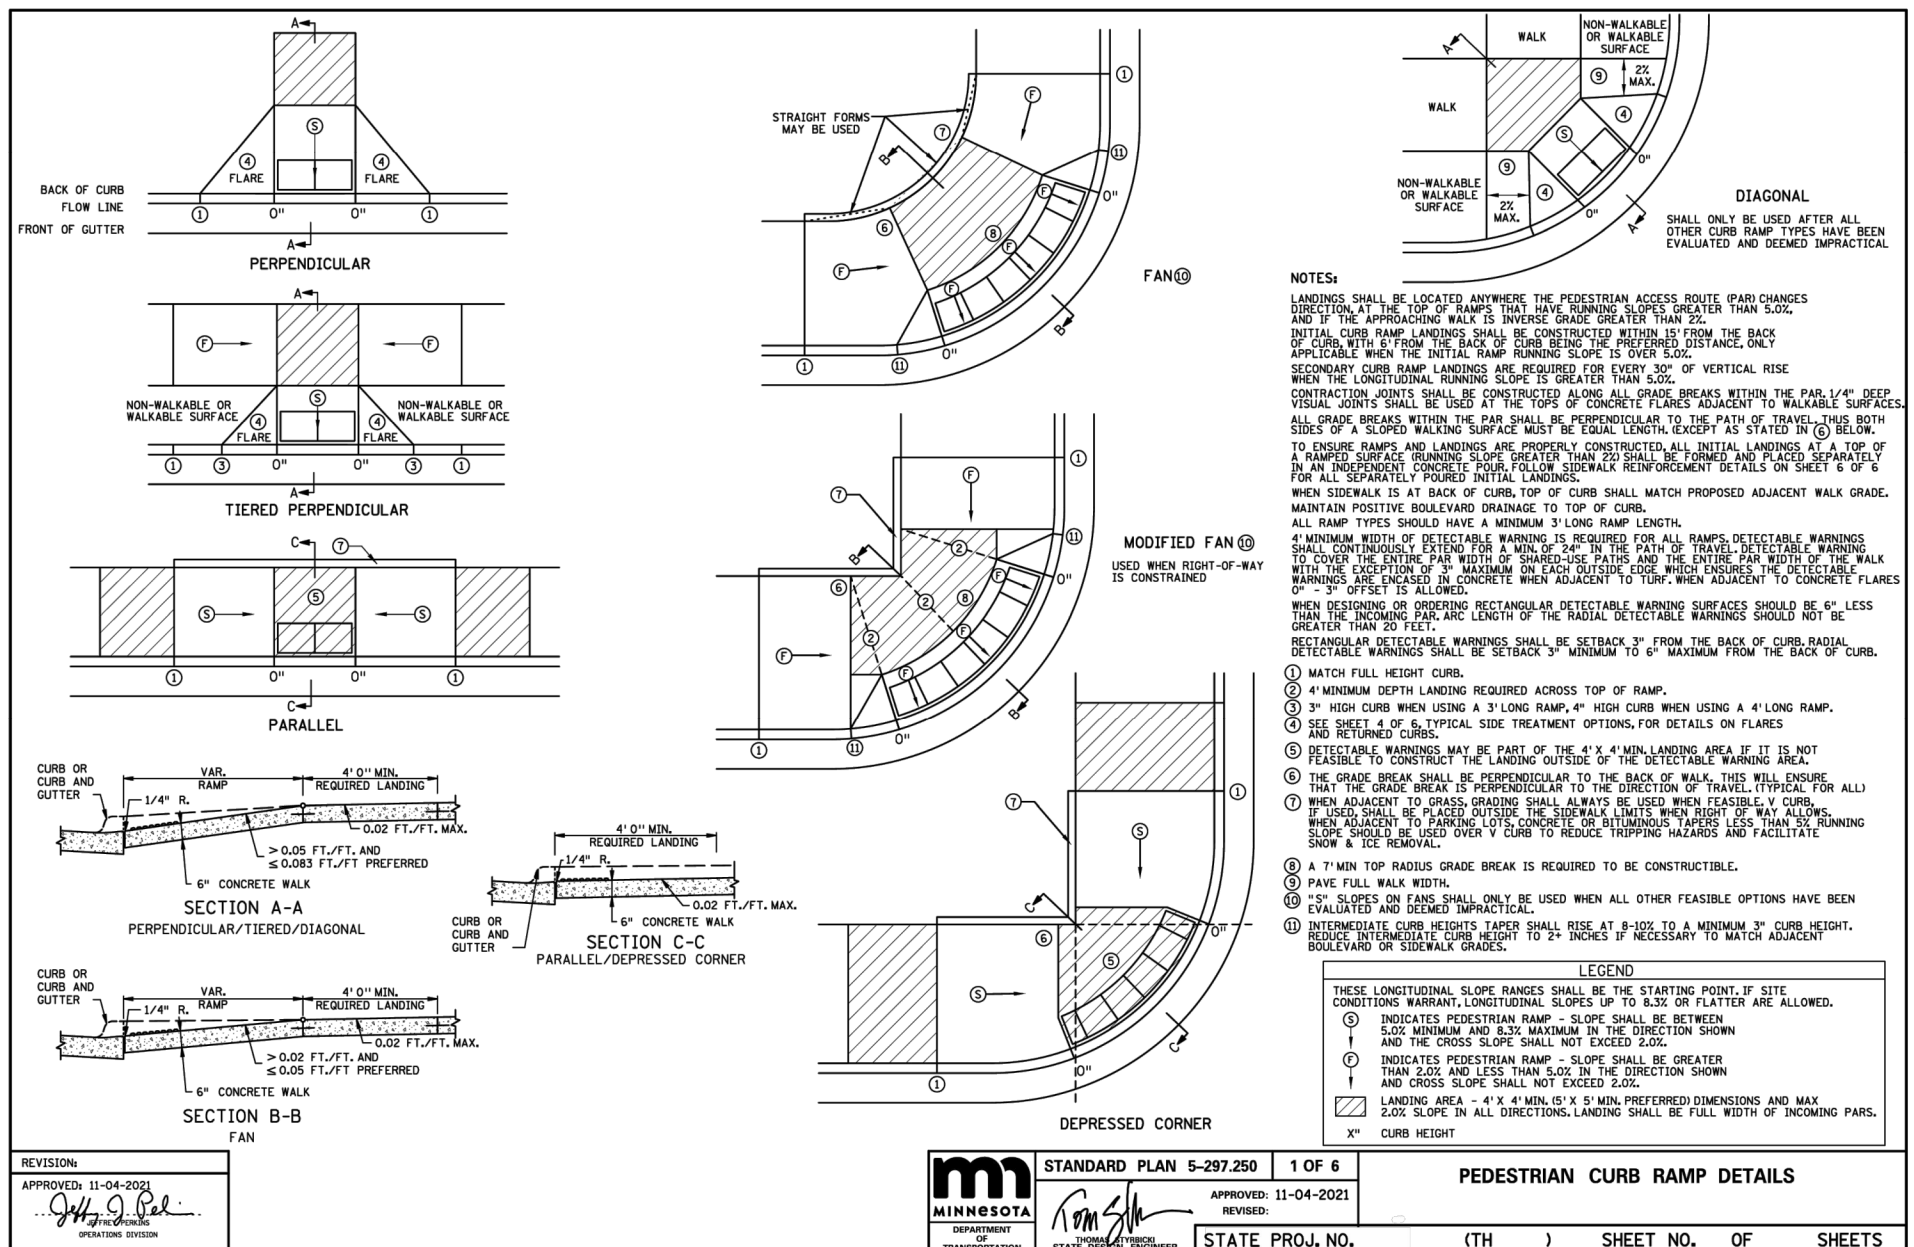 A
S
4
FLARE
4
FLARE
BACK OF CURB
FLOW LINE
FRONT OF GUTTER
1
0"
0"
1
A
PERPENDICULAR
A
F
F
NON-WALKABLE OR
WALKABLE SURFACE
S
NON-WALKABLE OR
WALKABLE SURFACE
4
FLARE
4
FLARE
1
3
0"
0"
3
1
A
TIERED PERPENDICULAR
C
7
5
S
S
1
0"
0"
1
C
PARALLEL
CURB OR
CURB AND
GUTTER
VAR.
RAMP
4' 0" MIN.
REQUIRED LANDING
1/4" R.
0.02 FT./FT. MAX.
> 0.05 FT./FT. AND
≤ 0.083 FT./FT PREFERRED
6" CONCRETE WALK
SECTION A-A
PERPENDICULAR/TIERED/DIAGONAL
CURB OR
CURB AND
GUTTER
VAR.
RAMP
4' 0" MIN.
REQUIRED LANDING
1/4" R.
0.02 FT./FT. MAX.
> 0.02 FT./FT. AND
≤ 0.05 FT./FT PREFERRED
6" CONCRETE WALK
SECTION B-B
FAN
4' 0" MIN.
REQUIRED LANDING
1/4" R.
0.02 FT./FT. MAX.
6" CONCRETE WALK
CURB OR
CURB AND
GUTTER
SECTION C-C
PARALLEL/DEPRESSED CORNER
STRAIGHT FORMS
MAY BE USED
1
F
7
B
11
F
0"
6
8
F
F
F
B
1
11
0"
FAN 10
1
F
7
B
2
11
MODIFIED FAN 10
USED WHEN RIGHT-OF-WAY
IS CONSTRAINED
F
0"
6
8
2
2
F
F
F
B
1
11
0"
7
1
S
C
6
0"
5
S
C
1
0"
DEPRESSED CORNER
A
WALK
NON-WALKABLE
OR WALKABLE
SURFACE
9
2%
MAX.
WALK
4
S
0"
9
NON-WALKABLE
OR WALKABLE
SURFACE
2%
MAX.
4
0"
A
DIAGONAL
SHALL ONLY BE USED AFTER ALL
OTHER CURB RAMP TYPES HAVE BEEN
EVALUATED AND DEEMED IMPRACTICAL
NOTES:
LANDINGS SHALL BE LOCATED ANYWHERE THE PEDESTRIAN ACCESS ROUTE (PAR) CHANGES
DIRECTION, AT THE TOP OF RAMPS THAT HAVE RUNNING SLOPES GREATER THAN 5.0%,
AND IF THE APPROACHING WALK IS INVERSE GRADE GREATER THAN 2%.
INITIAL CURB RAMP LANDINGS SHALL BE CONSTRUCTED WITHIN 15' FROM THE BACK
OF CURB, WITH 6' FROM THE BACK OF CURB BEING THE PREFERRED DISTANCE, ONLY
APPLICABLE WHEN THE INITIAL RAMP RUNNING SLOPE IS OVER 5.0%.
SECONDARY CURB RAMP LANDINGS ARE REQUIRED FOR EVERY 30" OF VERTICAL RISE
WHEN THE LONGITUDINAL RUNNING SLOPE IS GREATER THAN 5.0%.
CONTRACTION JOINTS SHALL BE CONSTRUCTED ALONG ALL GRADE BREAKS WITHIN THE PAR. 1/4" DEEP
VISUAL JOINTS SHALL BE USED AT THE TOPS OF CONCRETE FLARES ADJACENT TO WALKABLE SURFACES.
ALL GRADE BREAKS WITHIN THE PAR SHALL BE PERPENDICULAR TO THE PATH OF TRAVEL. THUS BOTH
SIDES OF A SLOPED WALKING SURFACE MUST BE EQUAL LENGTH. (EXCEPT AS STATED IN 6 BELOW.
TO ENSURE RAMPS AND LANDINGS ARE PROPERLY CONSTRUCTED, ALL INITIAL LANDINGS AT A TOP OF
A RAMPED SURFACE (RUNNING SLOPE GREATER THAN 2%) SHALL BE FORMED AND PLACED SEPARATELY
IN AN INDEPENDENT CONCRETE POUR. FOLLOW SIDEWALK REINFORCEMENT DETAILS ON SHEET 6 OF 6
FOR ALL SEPARATELY POURED INITIAL LANDINGS.
WHEN SIDEWALK IS AT BACK OF CURB, TOP OF CURB SHALL MATCH PROPOSED ADJACENT WALK GRADE.
MAINTAIN POSITIVE BOULEVARD DRAINAGE TO TOP OF CURB.
ALL RAMP TYPES SHOULD HAVE A MINIMUM 3' LONG RAMP LENGTH.
4' MINIMUM WIDTH OF DETECTABLE WARNING IS REQUIRED FOR ALL RAMPS. DETECTABLE WARNINGS
SHALL CONTINUOUSLY EXTEND FOR A MIN. OF 24" IN THE PATH OF TRAVEL. DETECTABLE WARNING
TO COVER THE ENTIRE PAR WIDTH OF SHARED-USE PATHS AND THE ENTIRE PAR WIDTH OF THE WALK
WITH THE EXCEPTION OF 3" MAXIMUM ON EACH OUTSIDE EDGE WHICH ENSURES THE DETECTABLE
WARNINGS ARE ENCASED IN CONCRETE WHEN ADJACENT TO TURF. WHEN ADJACENT TO CONCRETE FLARES
0" - 3" OFFSET IS ALLOWED.
WHEN DESIGNING OR ORDERING RECTANGULAR DETECTABLE WARNING SURFACES SHOULD BE 6" LESS
THAN THE INCOMING PAR. ARC LENGTH OF THE RADIAL DETECTABLE WARNINGS SHOULD NOT BE
GREATER THAN 20 FEET.
RECTANGULAR DETECTABLE WARNINGS SHALL BE SETBACK 3" FROM THE BACK OF CURB. RADIAL
DETECTABLE WARNINGS SHALL BE SETBACK 3" MINIMUM TO 6" MAXIMUM FROM THE BACK OF CURB.
1 MATCH FULL HEIGHT CURB.
2 4' MINIMUM DEPTH LANDING REQUIRED ACROSS TOP OF RAMP.
3 3" HIGH CURB WHEN USING A 3' LONG RAMP, 4" HIGH CURB WHEN USING A 4' LONG RAMP.
4 SEE SHEET 4 OF 6, TYPICAL SIDE TREATMENT OPTIONS, FOR DETAILS ON FLARES
AND RETURNED CURBS.
5 DETECTABLE WARNINGS MAY BE PART OF THE 4' X 4' MIN. LANDING AREA IF IT IS NOT
FEASIBLE TO CONSTRUCT THE LANDING OUTSIDE OF THE DETECTABLE WARNING AREA.
6 THE GRADE BREAK SHALL BE PERPENDICULAR TO THE BACK OF WALK. THIS WILL ENSURE
THAT THE GRADE BREAK IS PERPENDICULAR TO THE DIRECTION OF TRAVEL. (TYPICAL FOR ALL)
7 WHEN ADJACENT TO GRASS, GRADING SHALL ALWAYS BE USED WHEN FEASIBLE. V CURB,
IF USED, SHALL BE PLACED OUTSIDE THE SIDEWALK LIMITS WHEN RIGHT OF WAY ALLOWS.
WHEN ADJACENT TO PARKING LOTS, CONCRETE OR BITUMINOUS TAPERS LESS THAN 5% RUNNING
SLOPE SHOULD BE USED OVER V CURB TO REDUCE TRIPPING HAZARDS AND FACILITATE
SNOW & ICE REMOVAL.
8 A 7' MIN TOP RADIUS GRADE BREAK IS REQUIRED TO BE CONSTRUCTIBLE.
9 PAVE FULL WALK WIDTH.
10 "S" SLOPES ON FANS SHALL ONLY BE USED WHEN ALL OTHER FEASIBLE OPTIONS HAVE BEEN
EVALUATED AND DEEMED IMPRACTICAL.
11 INTERMEDIATE CURB HEIGHTS TAPER SHALL RISE AT 8-10% TO A MINIMUM 3" CURB HEIGHT.
REDUCE INTERMEDIATE CURB HEIGHT TO 2+ INCHES IF NECESSARY TO MATCH ADJACENT
BOULEVARD OR SIDEWALK GRADES.
LEGEND
THESE LONGITUDINAL SLOPE RANGES SHALL BE THE STARTING POINT. IF SITE
CONDITIONS WARRANT, LONGITUDINAL SLOPES UP TO 8.3% OR FLATTER ARE ALLOWED.
S INDICATES PEDESTRIAN RAMP - SLOPE SHALL BE BETWEEN
5.0% MINIMUM AND 8.3% MAXIMUM IN THE DIRECTION SHOWN
AND THE CROSS SLOPE SHALL NOT EXCEED 2.0%.
F INDICATES PEDESTRIAN RAMP - SLOPE SHALL BE GREATER
THAN 2.0% AND LESS THAN 5.0% IN THE DIRECTION SHOWN
AND CROSS SLOPE SHALL NOT EXCEED 2.0%.
LANDING AREA - 4' X 4' MIN. (5' X 5' MIN. PREFERRED) DIMENSIONS AND MAX
2.0% SLOPE IN ALL DIRECTIONS. LANDING SHALL BE FULL WIDTH OF INCOMING PARS.
X" CURB HEIGHT
REVISION:
APPROVED: 11-04-2021
JEFFREY PERKINS
OPERATIONS DIVISION
MINNESOTA
DEPARTMENT
OF
TRANSPORTATION
STANDARD PLAN 5-297.250
1 OF 6
APPROVED: 11-04-2021
REVISED:
THOMAS STYRBICKI
STATE DESIGN ENGINEER
PEDESTRIAN CURB RAMP DETAILS
STATE PROJ. NO. (TH ) SHEET NO. OF SHEETS